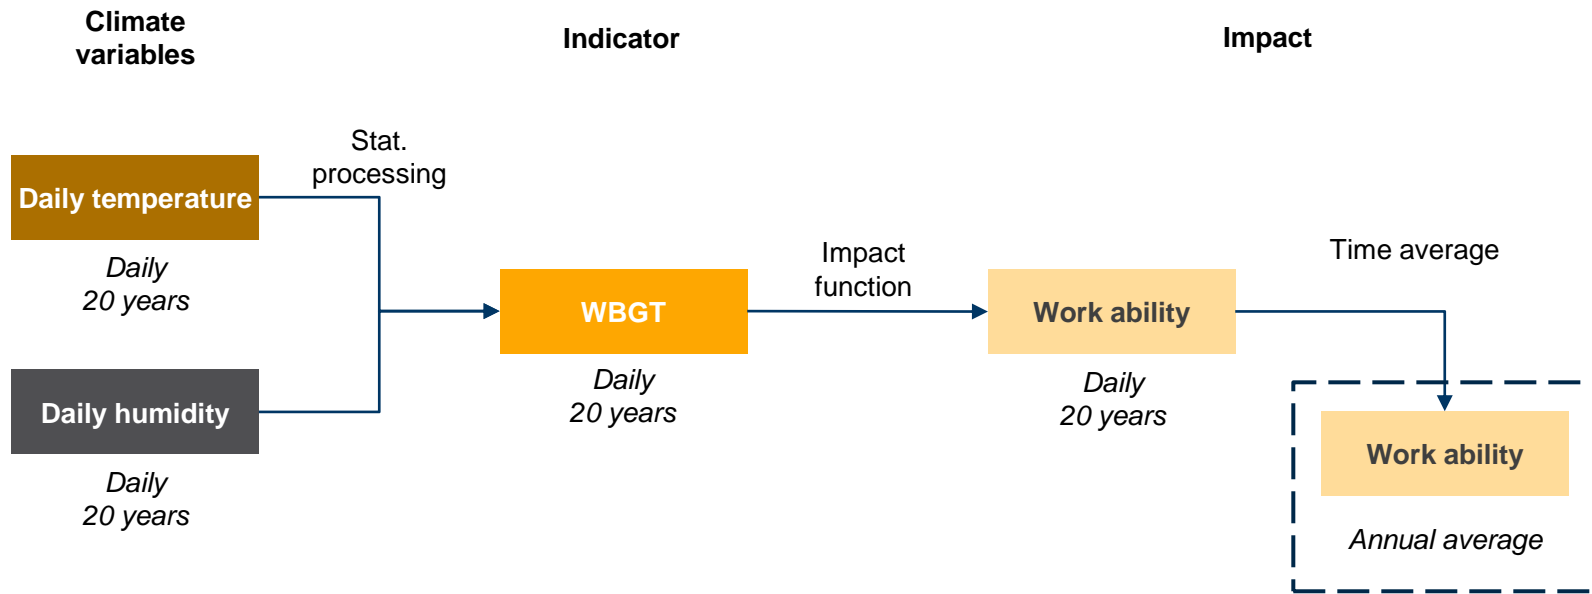 Climate
variables
Indicator
Impact
Stat.
processing
Daily temperature
Daily
20 years
Daily humidity
Daily
20 years
WBGT
Daily
20 years
Impact
function
Work ability
Daily
20 years
Time average
Work ability
Annual average